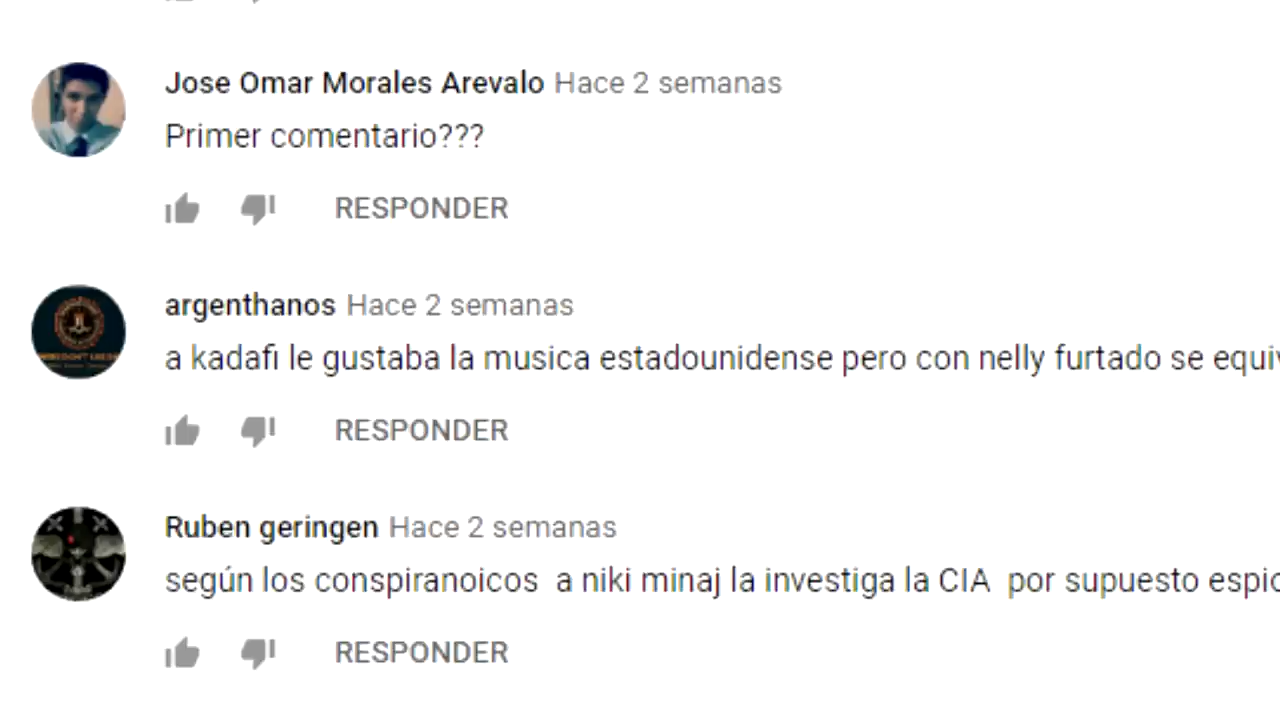 Jose Omar Morales Arevalo Hace 2 semanas
Primer comentario???
RESPONDER
argenthanos Hace 2 semanas
a kadafi le gustaba la musica estadounidense pero con nelly furtado se
RESPONDER
Ruben geringen Hace 2 semanas
según los conspiranoicos  a niki minaj la investiga la CIA  por supuesto
RESPONDER